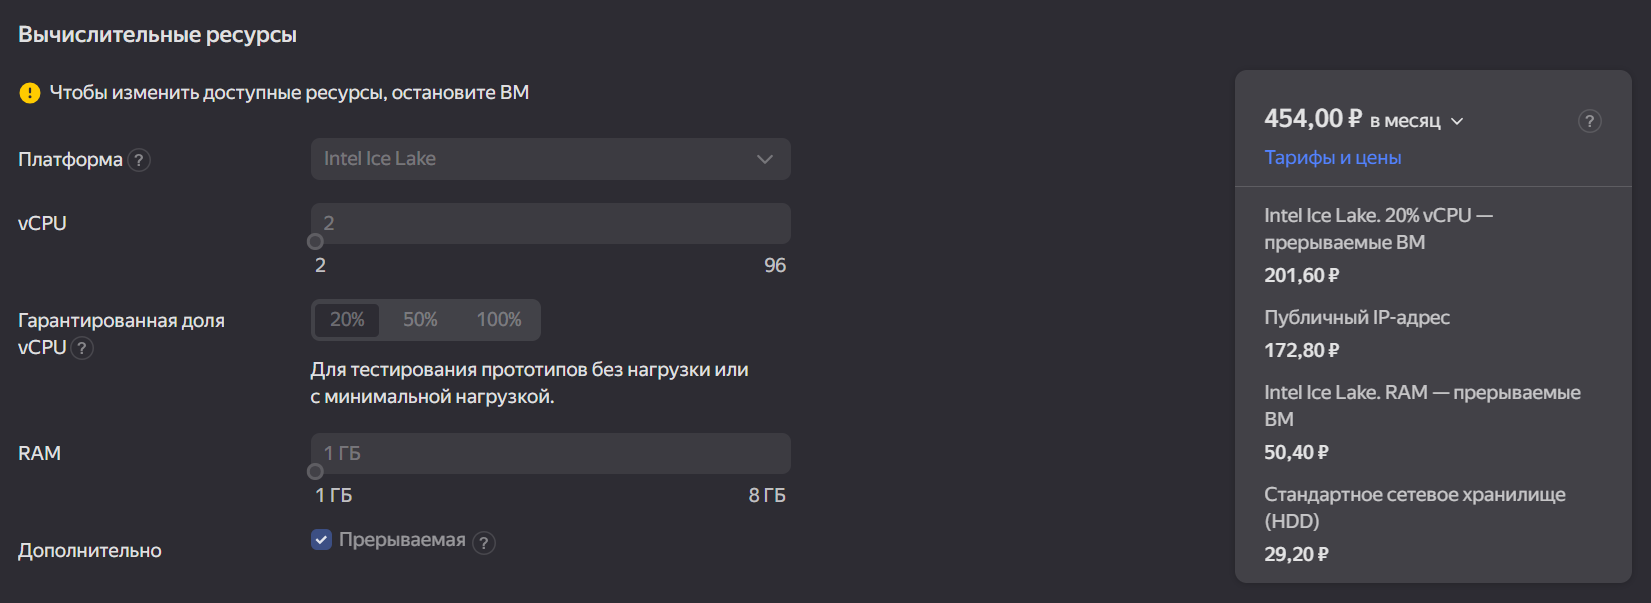 Вычислительные ресурсы
! Чтобы изменить доступные ресурсы, остановите ВМ
Платформа ?
Intel Ice Lake
vCPU
2
2
96
Гарантированная доля
vCPU ?
20% 50% 100%
Для тестирования прототипов без нагрузки или
с минимальной нагрузкой.
RAM
1 ГБ
1 ГБ
8 ГБ
Дополнительно
Прерываемая ?
454,00 ₽ в месяц
?
Тарифы и цены
Intel Ice Lake. 20% vCPU —
прерываемые ВМ
201,60 ₽
Публичный IP-адрес
172,80 ₽
Intel Ice Lake. RAM — прерываемые
ВМ
50,40 ₽
Стандартное сетевое хранилище
(HDD)
29,20 ₽